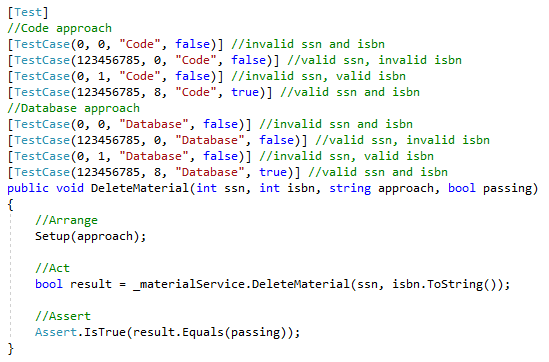 [Test]
//Code approach
[TestCase(0, 0, "Code", false)] //invalid ssn and isbn
[TestCase(123456785, 0, "Code", false)] //valid ssn, invalid isbn
[TestCase(0, 1, "Code", false)] //invalid ssn, valid isbn
[TestCase(123456785, 8, "Code", true)] //valid ssn and isbn
//Database approach
[TestCase(0, 0, "Database", false)] //invalid ssn and isbn
[TestCase(123456785, 0, "Database", false)] //valid ssn, invalid isbn
[TestCase(0, 1, "Database", false)] //invalid ssn, valid isbn
[TestCase(123456785, 8, "Database", true)] //valid ssn and isbn
public void DeleteMaterial(int ssn, int isbn, string approach, bool passing)
{
    //Arrange
    Setup(approach);

    //Act
    bool result = _materialService.DeleteMaterial(ssn, isbn.ToString());

    //Assert
    Assert.IsTrue(result.Equals(passing));
}